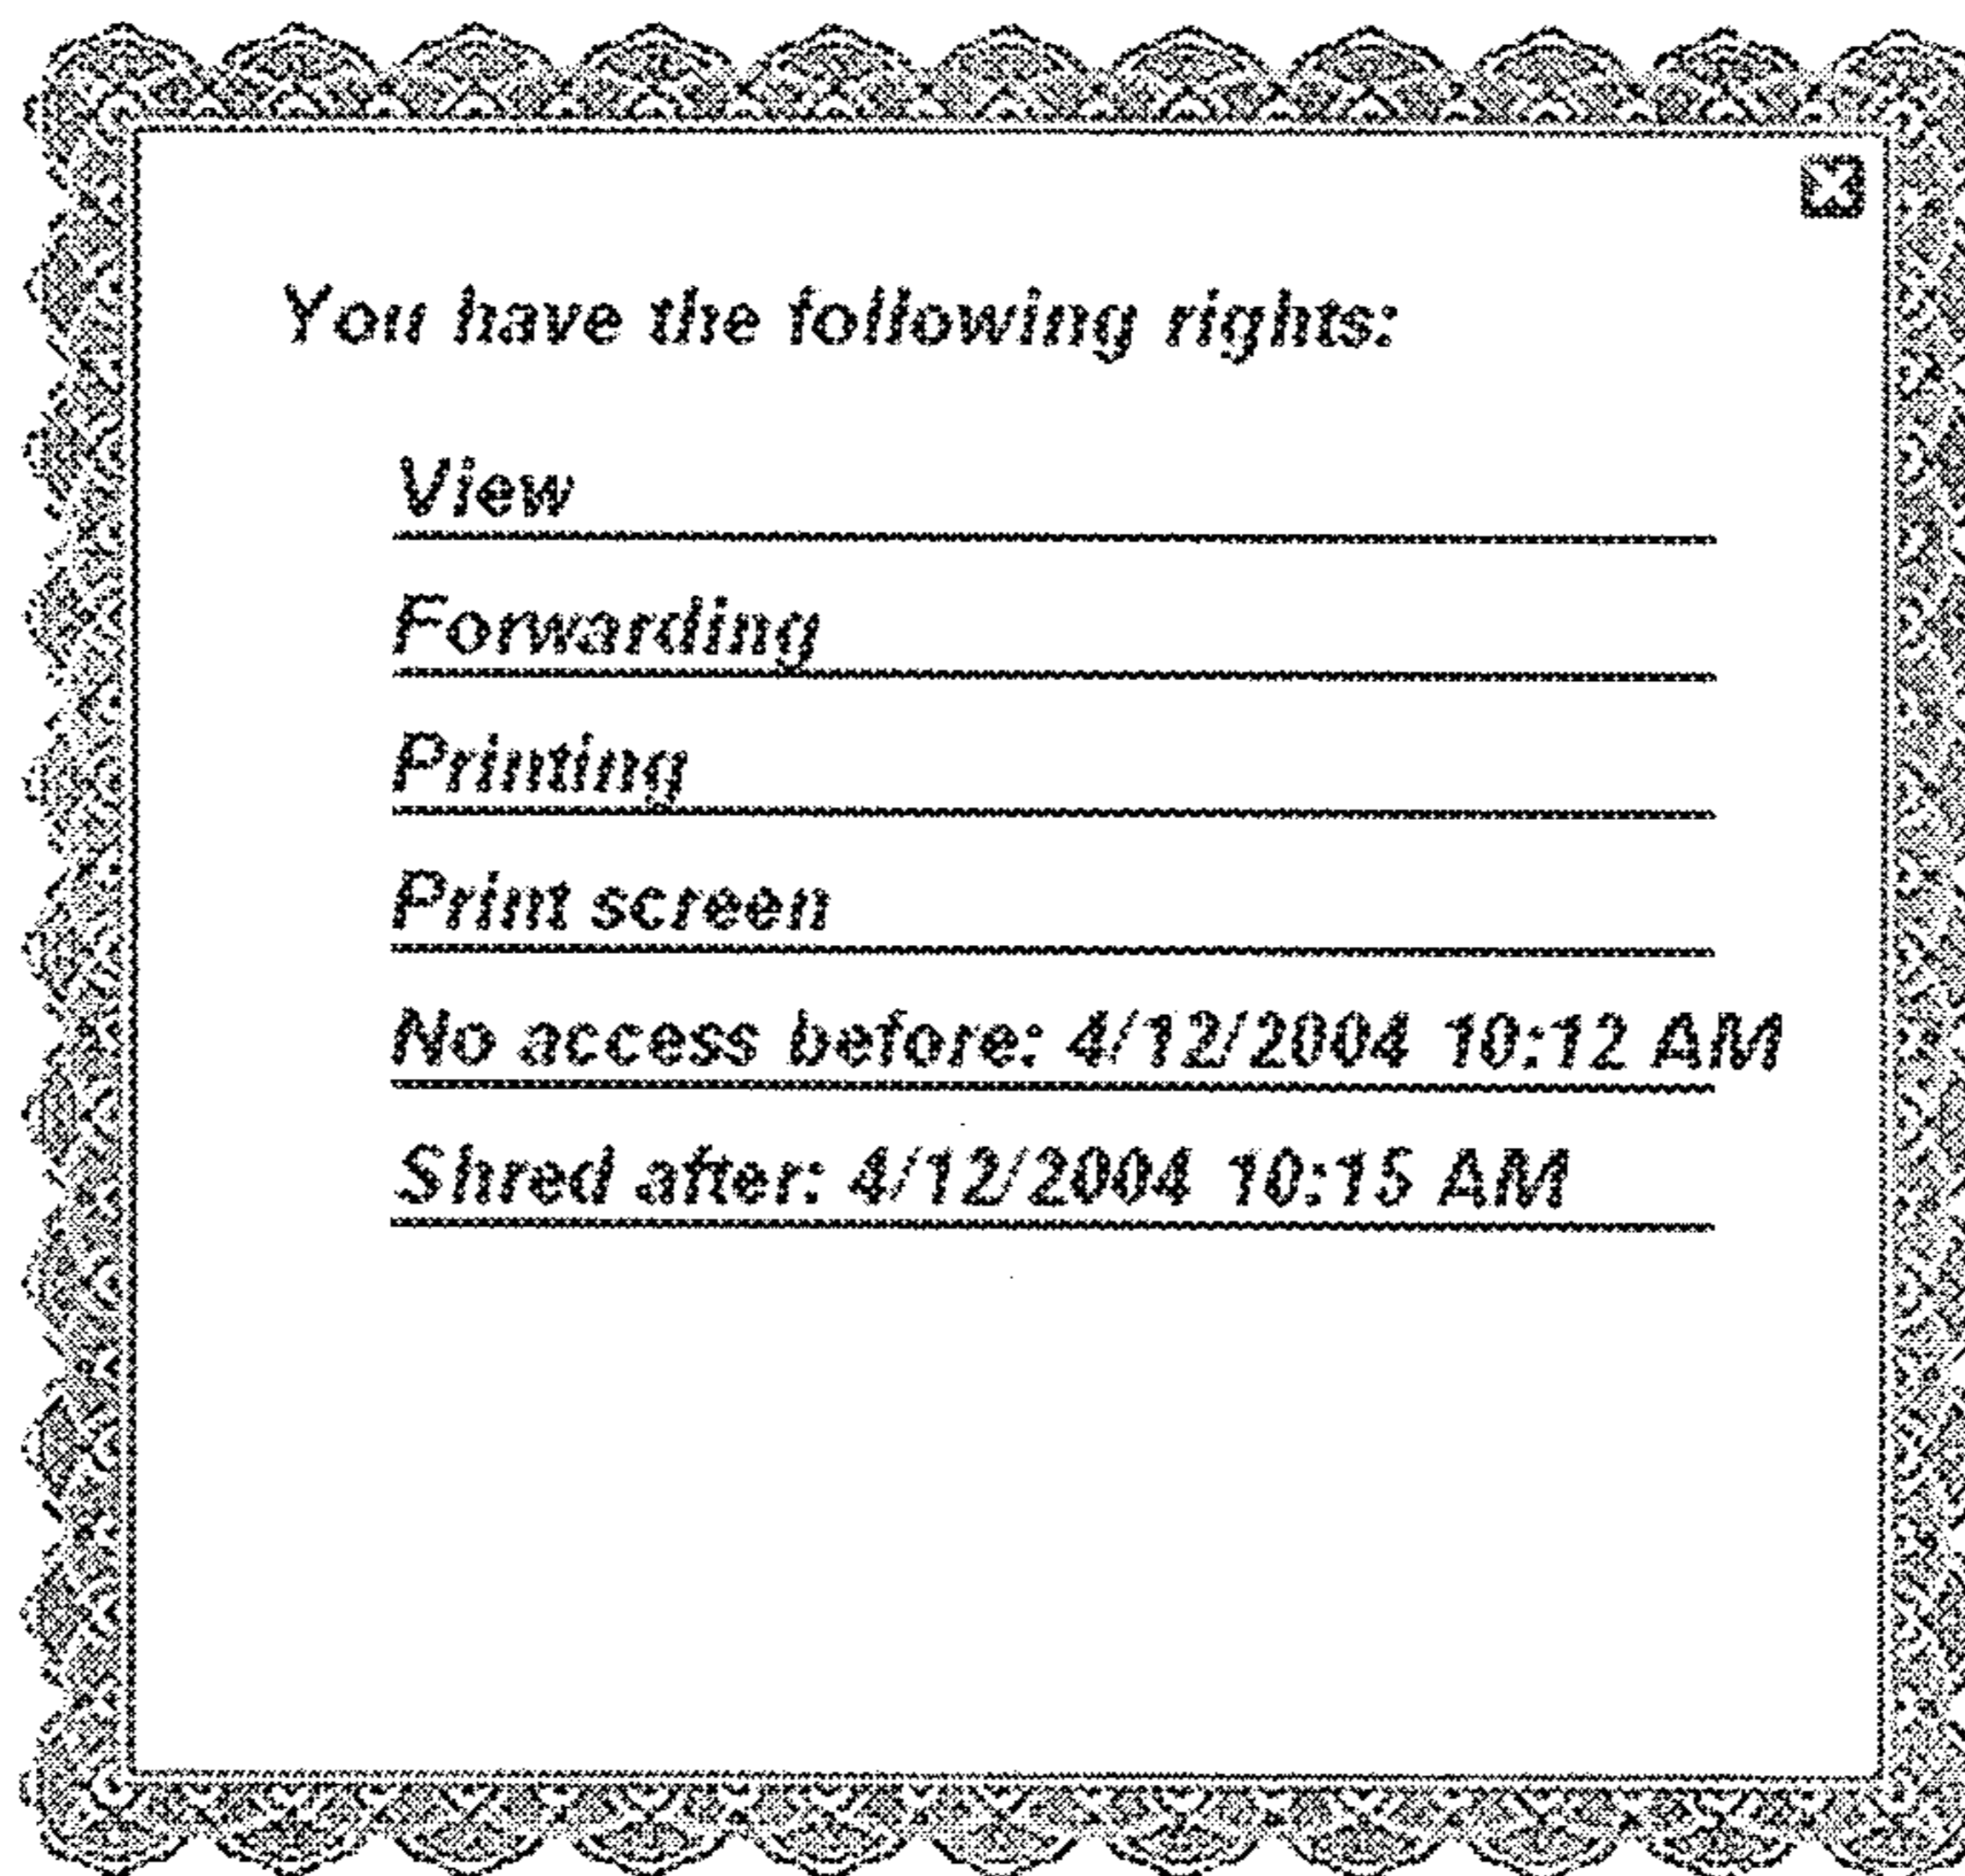 You have the following rights:
View
Forwarding
Printing
Print screen
No access before: 4/12/2004 10:12 AM
Shred after: 4/12/2004 10:15 AM